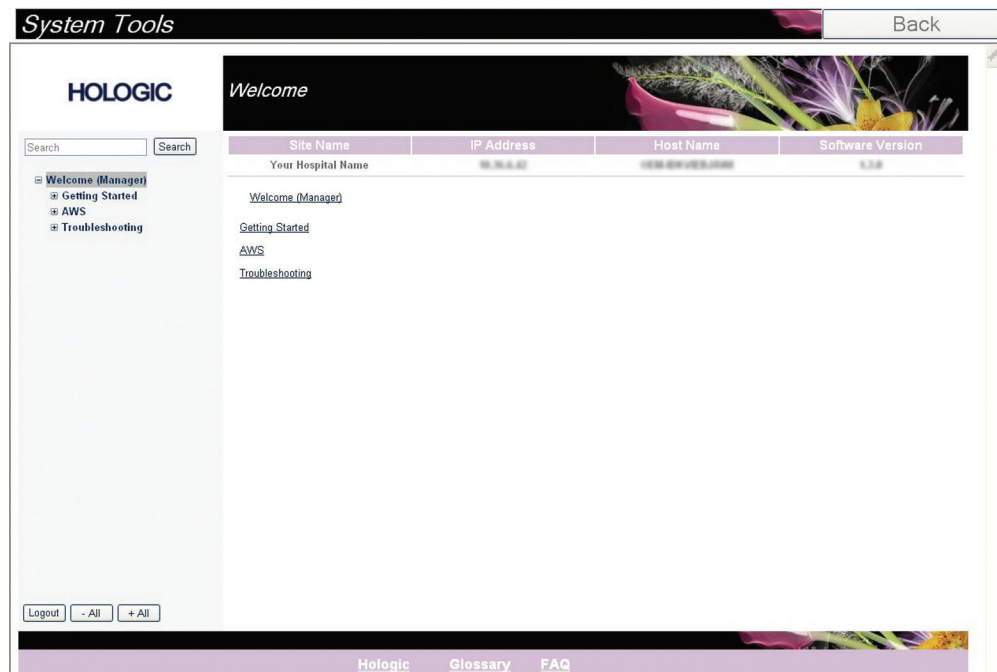 System Tools
Back
HOLOGIC
Welcome
Search
Search
Site Name IP Address Host Name Software Version
Your Hospital Name
Welcome (Manager)
Getting Started
AWS
Troubleshooting
Welcome (Manager)
Getting Started
AWS
Troubleshooting
Logout - All + All
Hologic Glossary FAQ